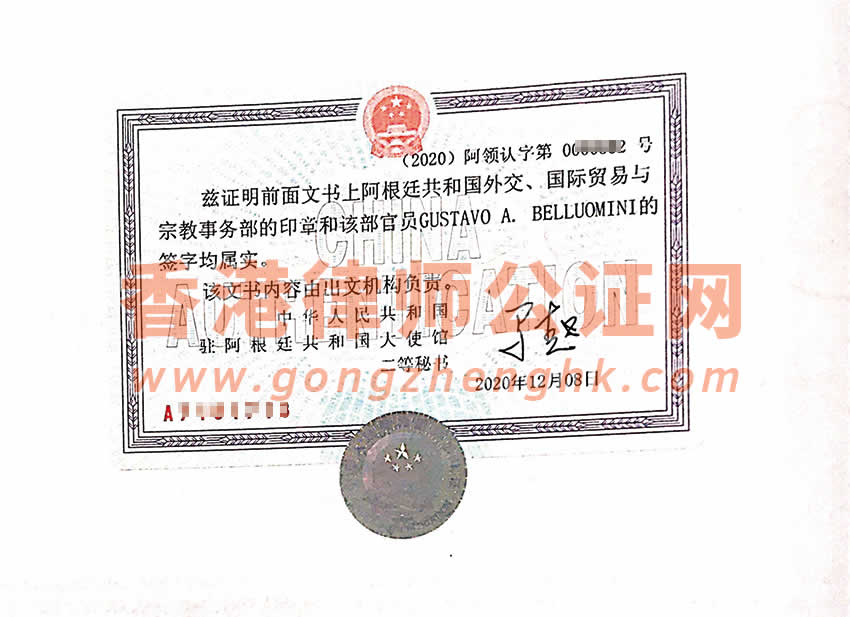 (2020) 阿领认字第 00 2 号
兹证明前面文书上阿根廷共和国外交、国际贸易与
宗教事务部的印章和该部官员GUSTAVO A. BELLUOMINI的
签字均属实。
CHINA
该文书内容由出文机构负责。
AUTHENTICATION
香港律师公证网
中华人民共和国
驻阿根廷共和国大使馆
二等秘书
www.gongzhenghk.com
2020年12月08日
A